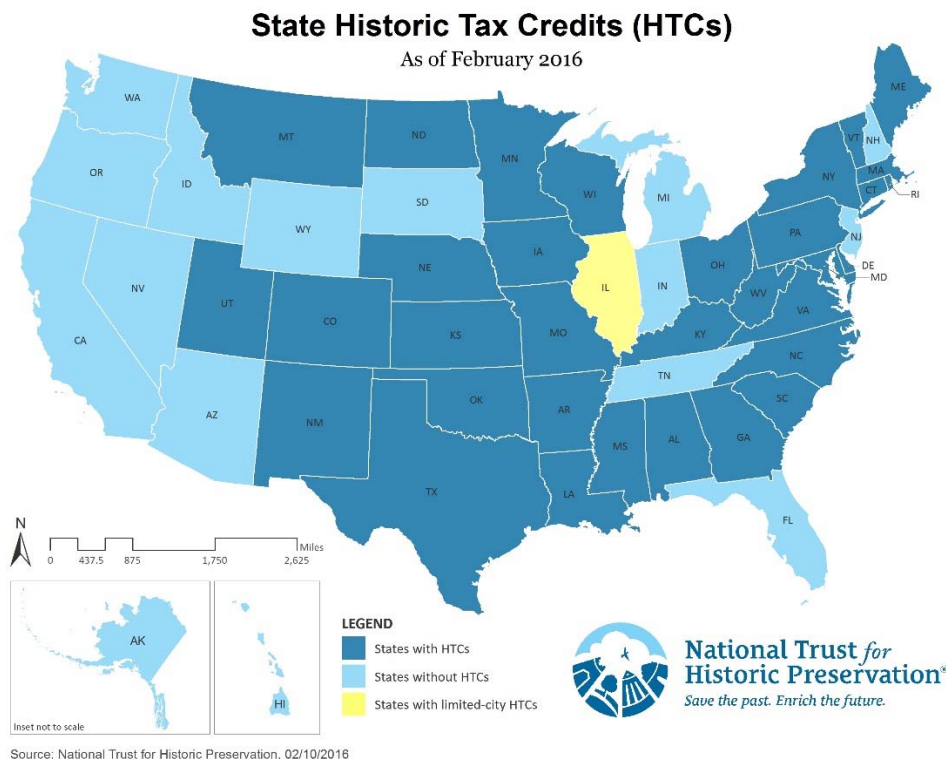 State Historic Tax Credits (HTCs)
As of February 2016
WA
MT
ND
MN
ME
VT
NH
OR
ID
WI
NY
MA
SD
MI
CT
RI
WY
PA
NJ
IA
NE
OH
DE
MD
NV
IL
IN
WV
UT
CO
VA
CA
KS
MO
KY
NC
TN
AZ
NM
OK
AR
SC
MS
AL
GA
TX
LA
FL
N
Miles
0 437.5 875 1,750 2,625
AK
HI
Inset not to scale
LEGEND
States with HTCs
States without HTCs
States with limited-city HTCs
National Trust for
Historic Preservation®
Save the past. Enrich the future.
Source: National Trust for Historic Preservation, 02/10/2016